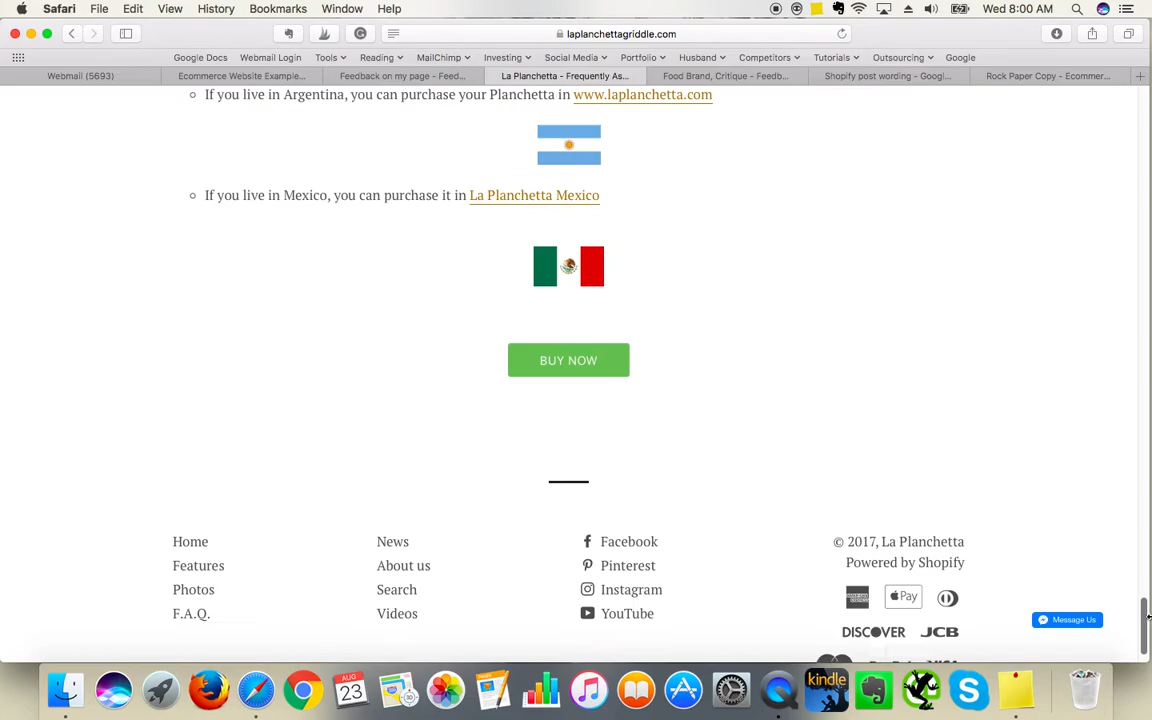 Safari File Edit View History Bookmarks Window Help Wed 8:00 AM
laplanchettagriddle.com
Google Docs Webmail Login Tools Reading MailChimp Investing Social Media Portfolio Husband Competitors Tutorials Outsourcing Google
Webmail (5693) Ecommerce Website Example... Feedback on my page - Feed... La Planchetta - Frequently As... Food Brand, Critique - Feedb... Shopify post wording - Googl... Rock Paper Copy - Ecommer...
If you live in Argentina, you can purchase your Planchetta in www.laplanchetta.com
If you live in Mexico, you can purchase it in La Planchetta Mexico
BUY NOW
Home News Facebook © 2017, La Planchetta
Features About us Pinterest Powered by Shopify
Photos Search Instagram Pay
F.A.Q. Videos YouTube Message Us
DISCOVER JCB
AUG
23 kindle